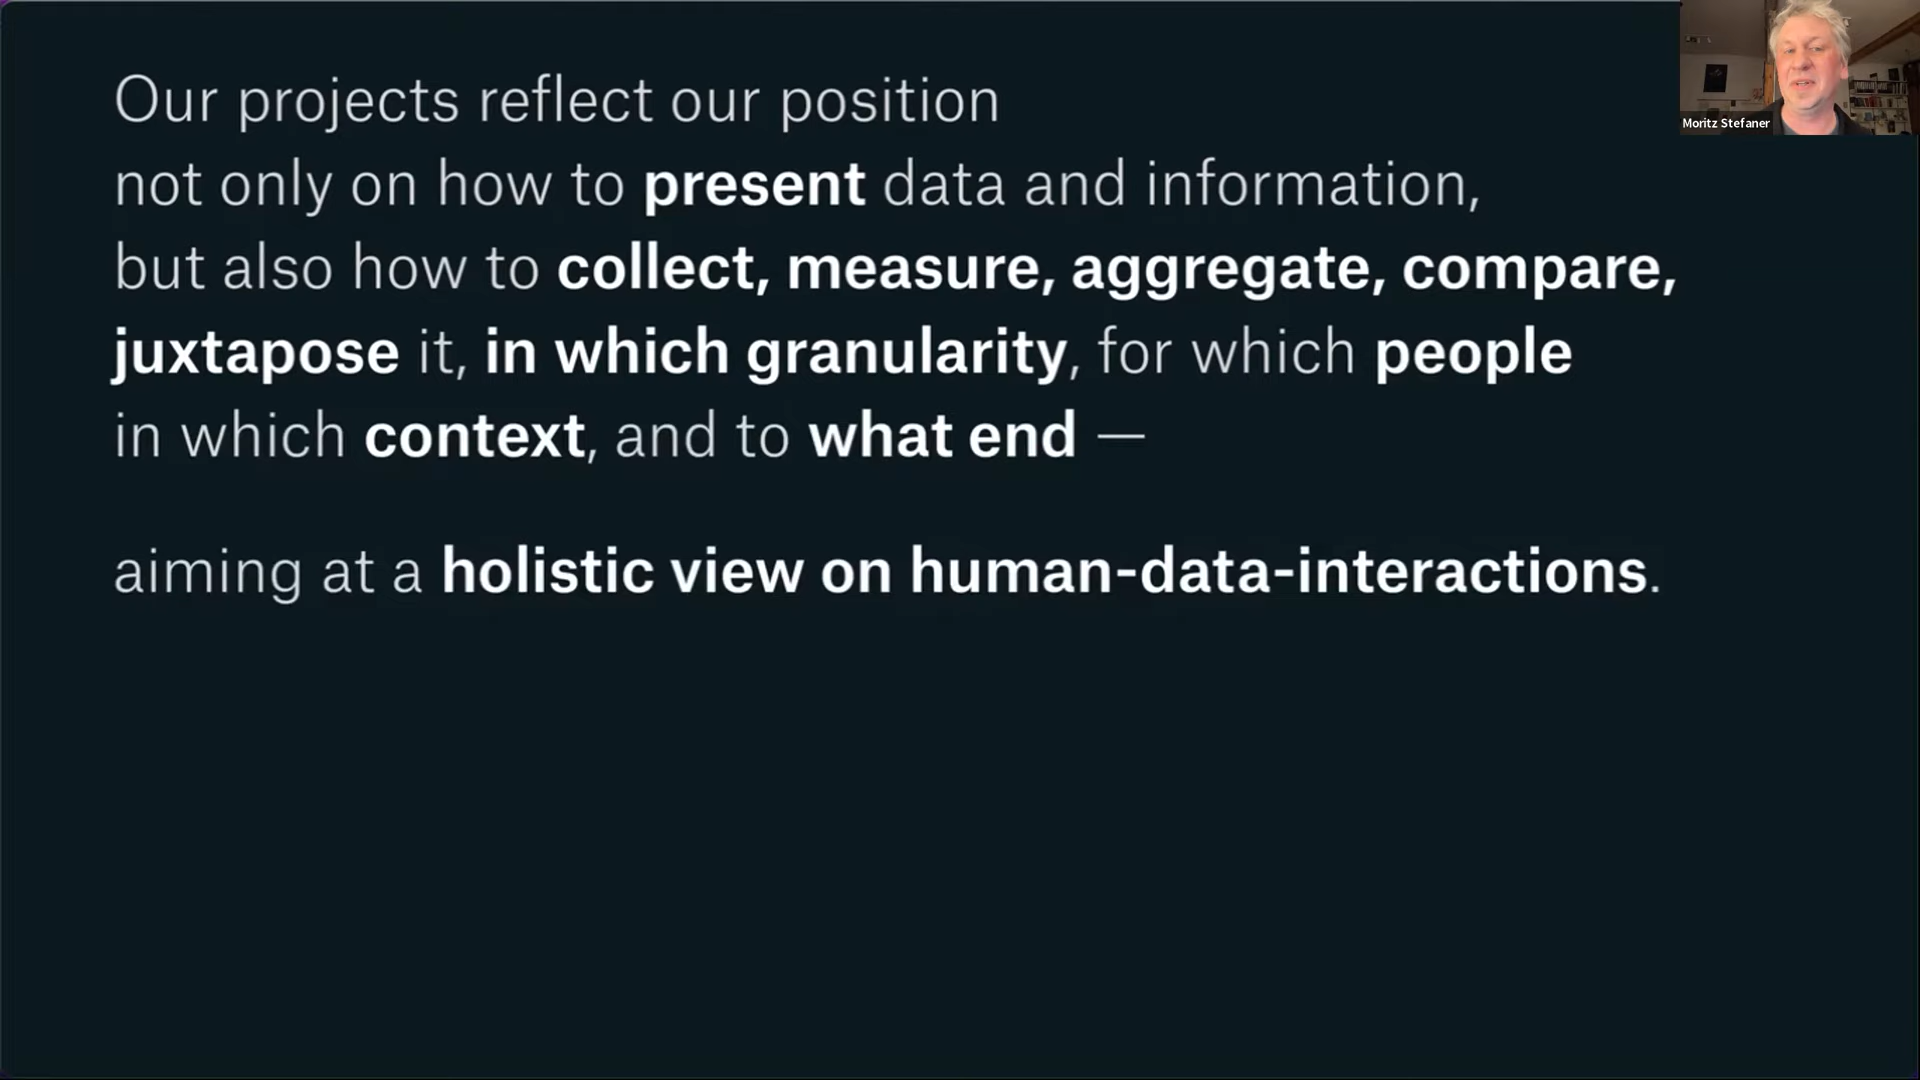 Our projects reflect our position
not only on how to present data and information,
but also how to collect, measure, aggregate, compare,
juxtapose it, in which granularity, for which people
in which context, and to what end —
aiming at a holistic view on human-data-interactions.
Moritz Stefaner